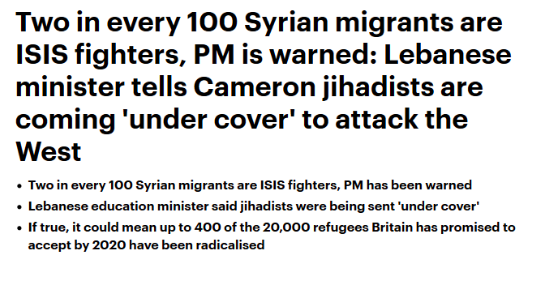 Two in every 100 Syrian migrants are
ISIS fighters, PM is warned: Lebanese
minister tells Cameron jihadists are
coming 'under cover' to attack the
West
• Two in every 100 Syrian migrants are ISIS fighters, PM has been warned
• Lebanese education minister said jihadists were being sent 'under cover'
• If true, it could mean up to 400 of the 20,000 refugees Britain has promised to
accept by 2020 have been radicalised